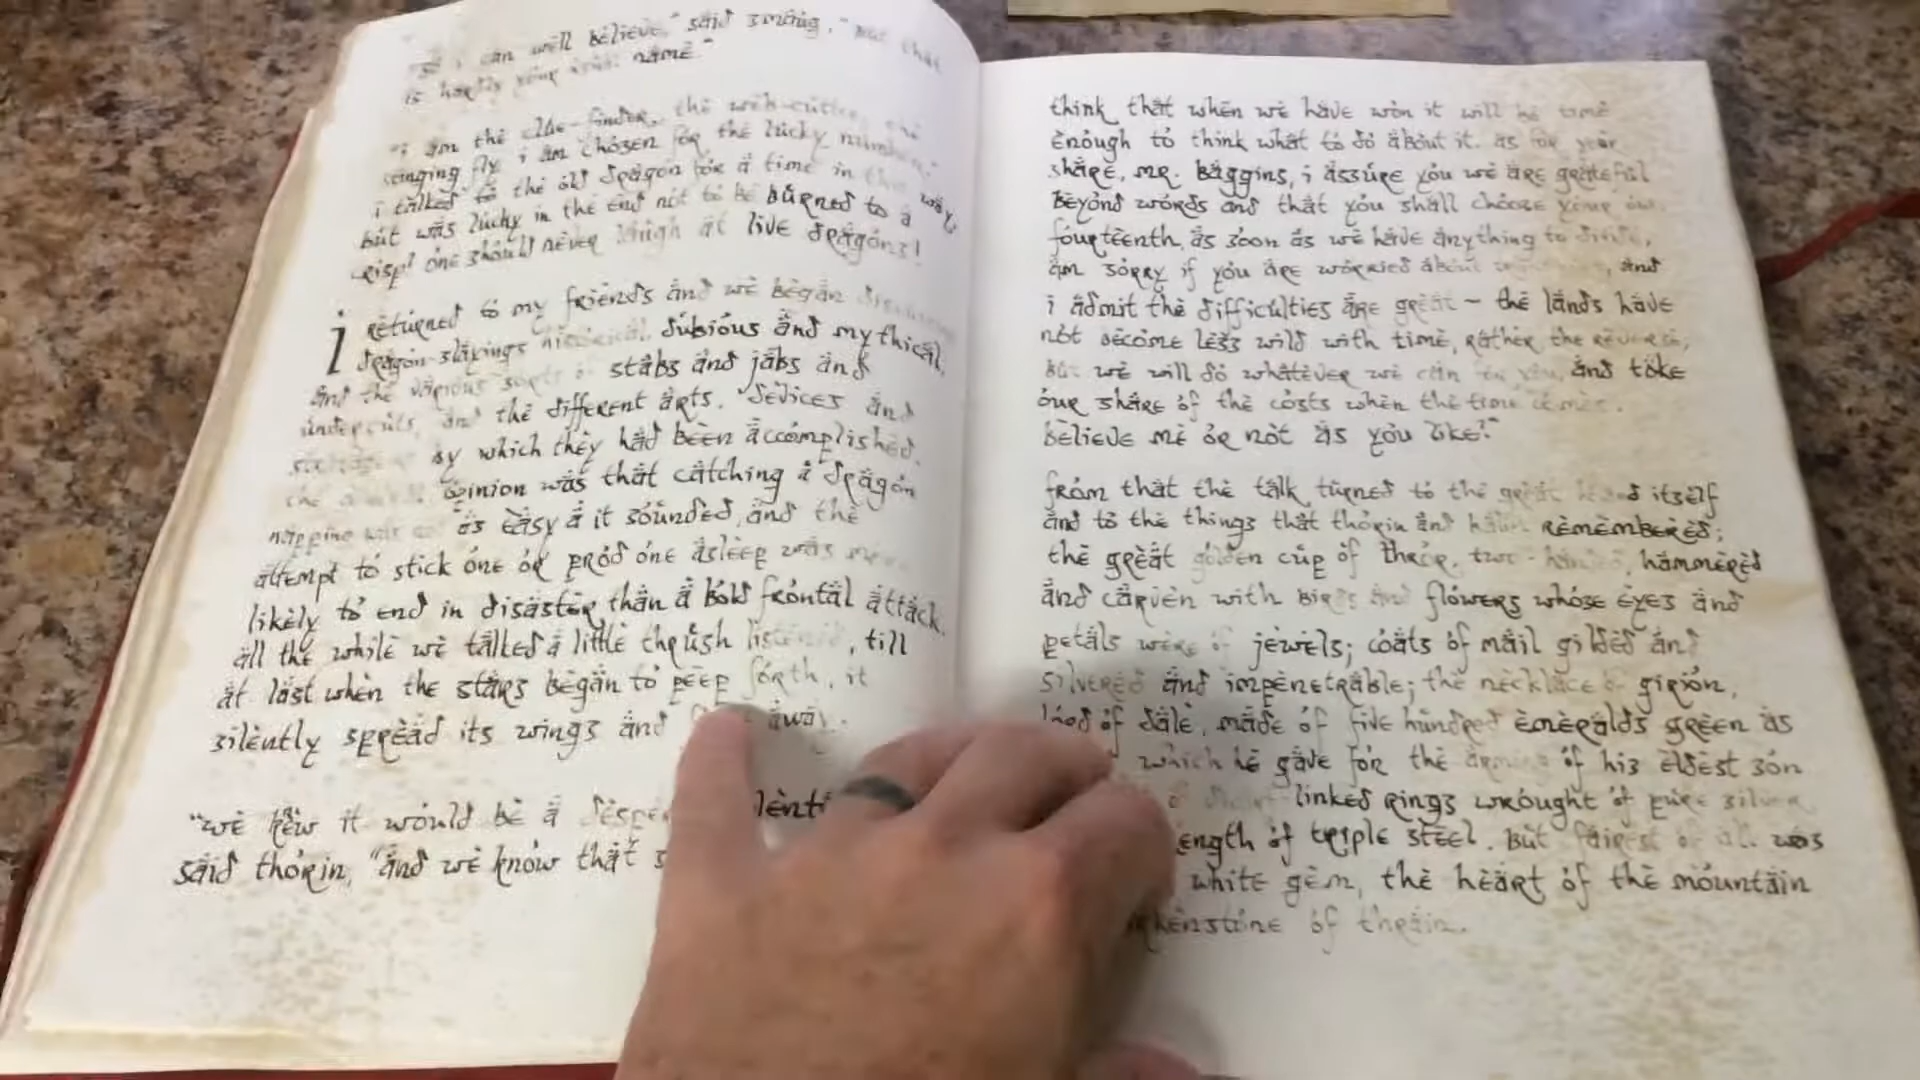 "so i can well believe," said smaug, "but that
is hardly your usual name."
"i am the clue-finder, the web-cutter, the
stinging fly. i am chosen for the lucky number."
i talked to the old dragon for a time in this way,
but was lucky in the end not to be burned to a
crisp! one should never laugh at live dragons!
i returned to my friends and we began discussing
dragon-slayings historical, dubious and mythical,
and the various sorts of stabs and jabs and
undercuts, and the different arts, devices and
by which they had been accomplished.
the opinion was that catching a dragon
napping was as easy a it sounded, and the
attempt to stick one or prod one asleep was more
likely to end in disaster than a bold frontal attack.
all the while we talked a little thrush listened, till
at last when the stars began to peep forth, it
silently spread its wings and away.
"we kew it would be a
said thorin, "and we know that
think that when we have won it will be time
enough to think what to do about it. as for your
share, mr. baggins, i assure you we are grateful
beyond words and that you shall choose your own
fourteenth, as soon as we have anything to divide,
am sorry if you are worried about and
i admit the difficulties are great ~ the lands have
not become less wild with time, rather the reverse,
but we will do whatever we can for you, and take
our share of the costs when the time comes.
believe me or not as you like!"
from that the talk turned to the great itself
and to the things that thorin and balin remembered;
the great golden cup of thror, two-handed, hammered
and carven with birds and flowers whose eyes and
petals were of jewels; coats of mail gilded and
silvered and impenetrable; the necklace of girion,
lord of dale, made of five hundred emeralds green as
which he gave for the arming of his eldest son
linked rings wrought of pure silver
triple steel. but fairest of all was
white gem, the heart of the mountain
of thrain.